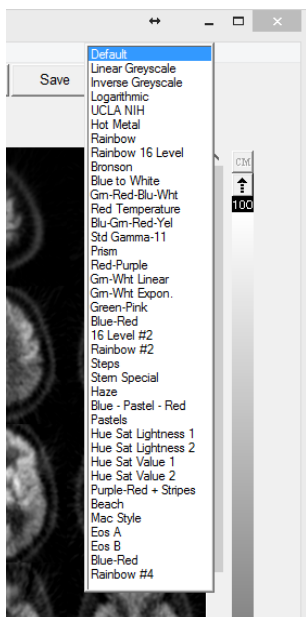 Save
Default
Linear Greyscale
Inverse Greyscale
Logarithmic
UCLA NIH
Hot Metal
Rainbow
Rainbow 16 Level
Bronson
Blue to White
Grn-Red-Blu-Wht
Red Temperature
Blu-Grn-Red-Yel
Std Gamma-11
Prism
Red-Purple
Grn-Wht Linear
Grn-Wht Expon.
Green-Pink
Blue-Red
16 Level #2
Rainbow #2
Steps
Stern Special
Haze
Blue - Pastel - Red
Pastels
Hue Sat Lightness 1
Hue Sat Lightness 2
Hue Sat Value 1
Hue Sat Value 2
Purple-Red + Stripes
Beach
Mac Style
Eos A
Eos B
Blue-Red
Rainbow #4
CM
100